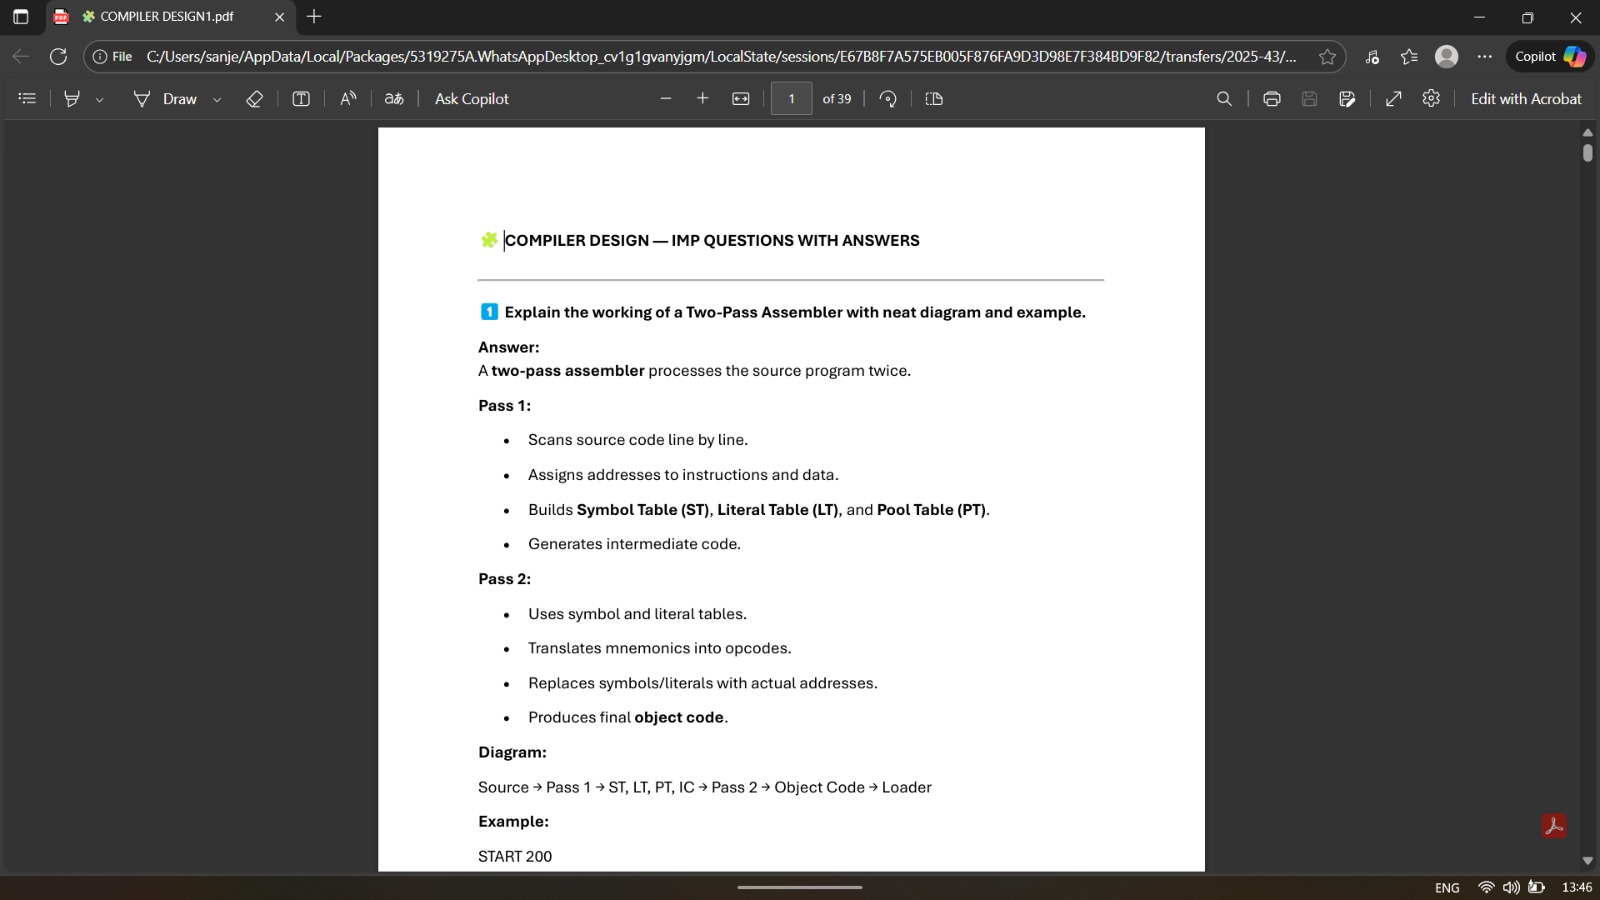 COMPILER DESIGN1.pdf
File
C:/Users/sanje/AppData/Local/Packages/5319275A.WhatsAppDesktop_cv1g1gvanyjgm/LocalState/sessions/E67B8F7A575EB005F876FA9D3D98E7F384BD9F82/transfers/2025-43/...
Copilot
Draw
aあ
Ask Copilot
1 of 39
Edit with Acrobat
COMPILER DESIGN — IMP QUESTIONS WITH ANSWERS
1 Explain the working of a Two-Pass Assembler with neat diagram and example.
Answer:
A two-pass assembler processes the source program twice.
Pass 1:
• Scans source code line by line.
• Assigns addresses to instructions and data.
• Builds Symbol Table (ST), Literal Table (LT), and Pool Table (PT).
• Generates intermediate code.
Pass 2:
• Uses symbol and literal tables.
• Translates mnemonics into opcodes.
• Replaces symbols/literals with actual addresses.
• Produces final object code.
Diagram:
Source → Pass 1 → ST, LT, PT, IC → Pass 2 → Object Code → Loader
Example:
START 200
ENG
13:46